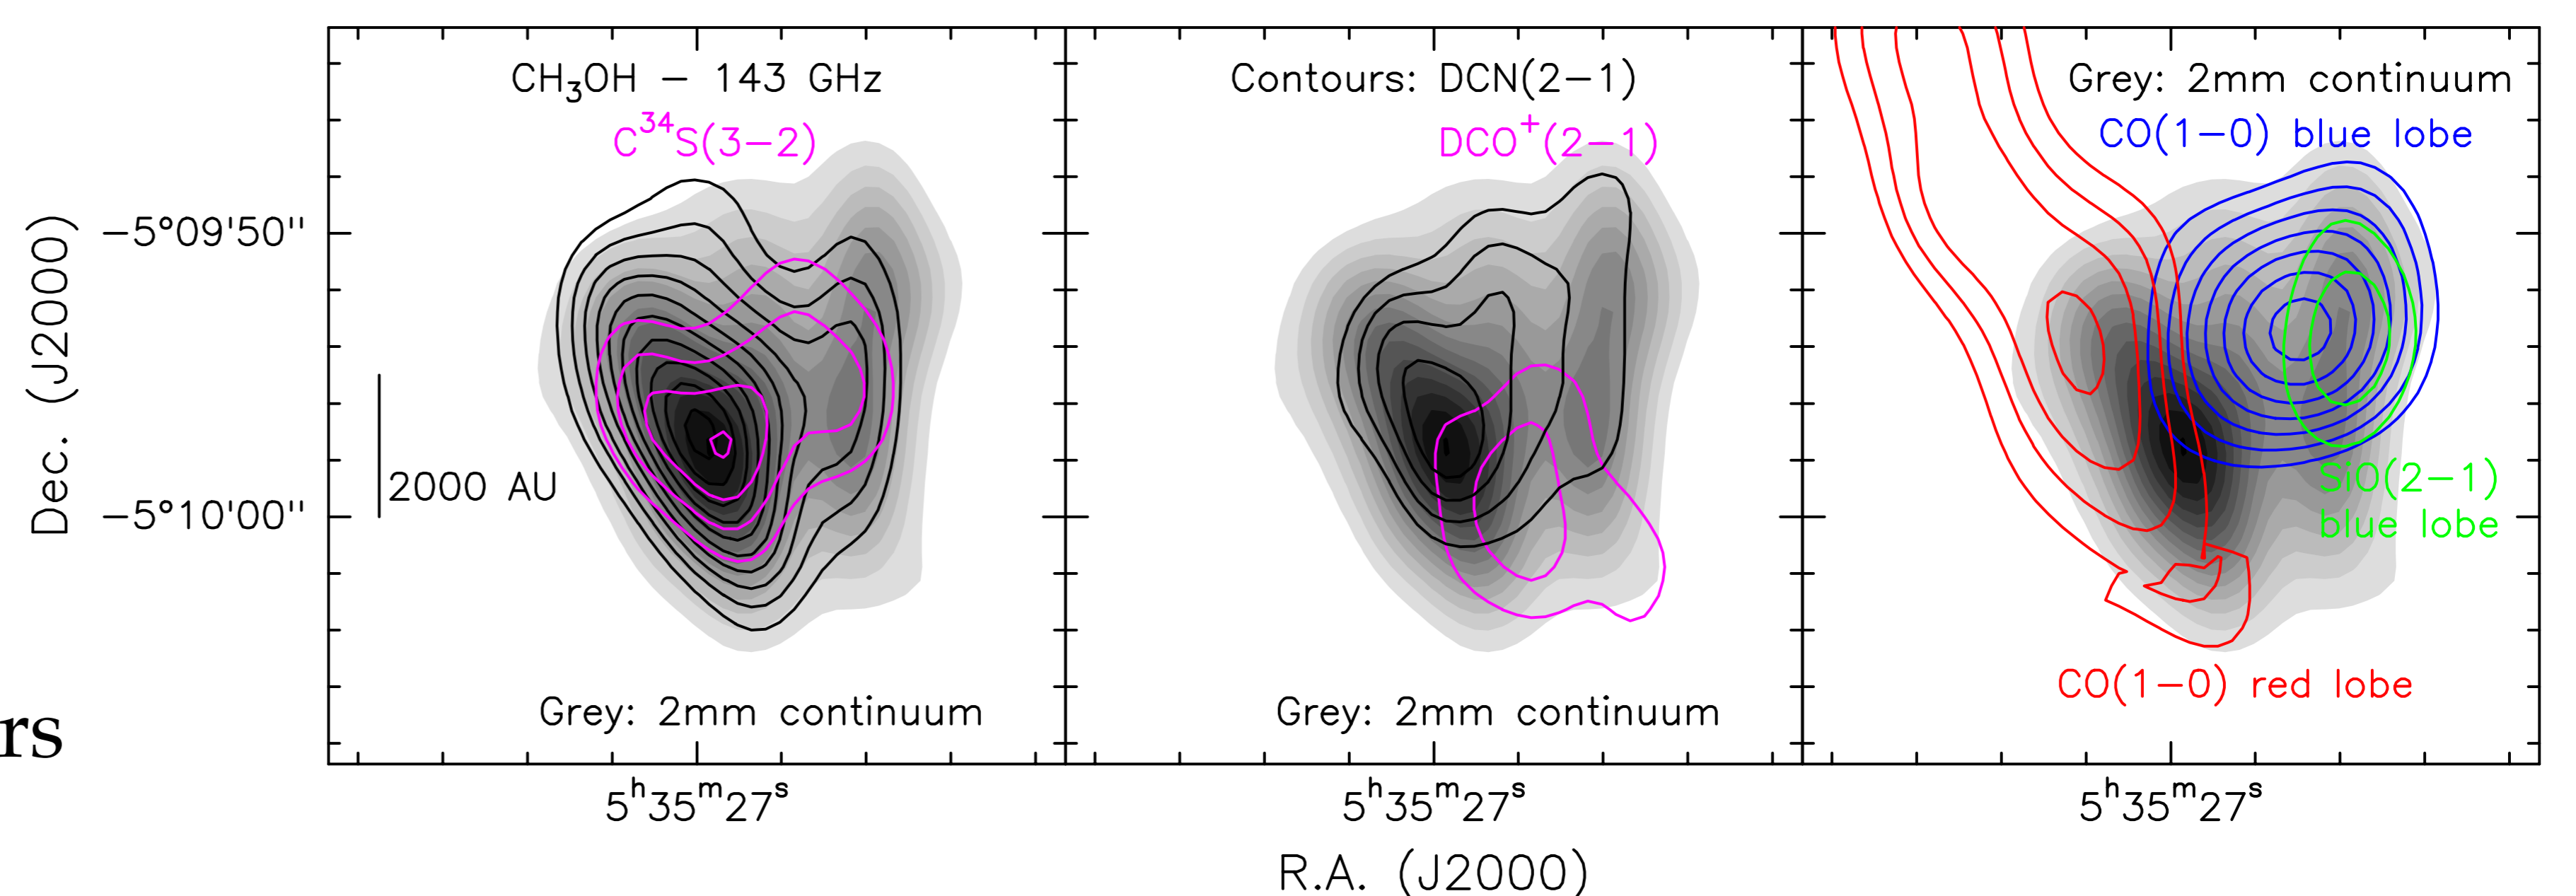 CH₃OH − 143 GHz
C³⁴S(3−2)
Contours: DCN(2−1)
DCO⁺(2−1)
Grey: 2mm continuum
CO(1−0) blue lobe
Dec. (J2000)
−5°09'50''
−5°10'00''
2000 AU
SiO(2−1)
blue lobe
CO(1−0) red lobe
Grey: 2mm continuum
Grey: 2mm continuum
rs
5ʰ35ᵐ27ˢ
5ʰ35ᵐ27ˢ
5ʰ35ᵐ27ˢ
R.A. (J2000)